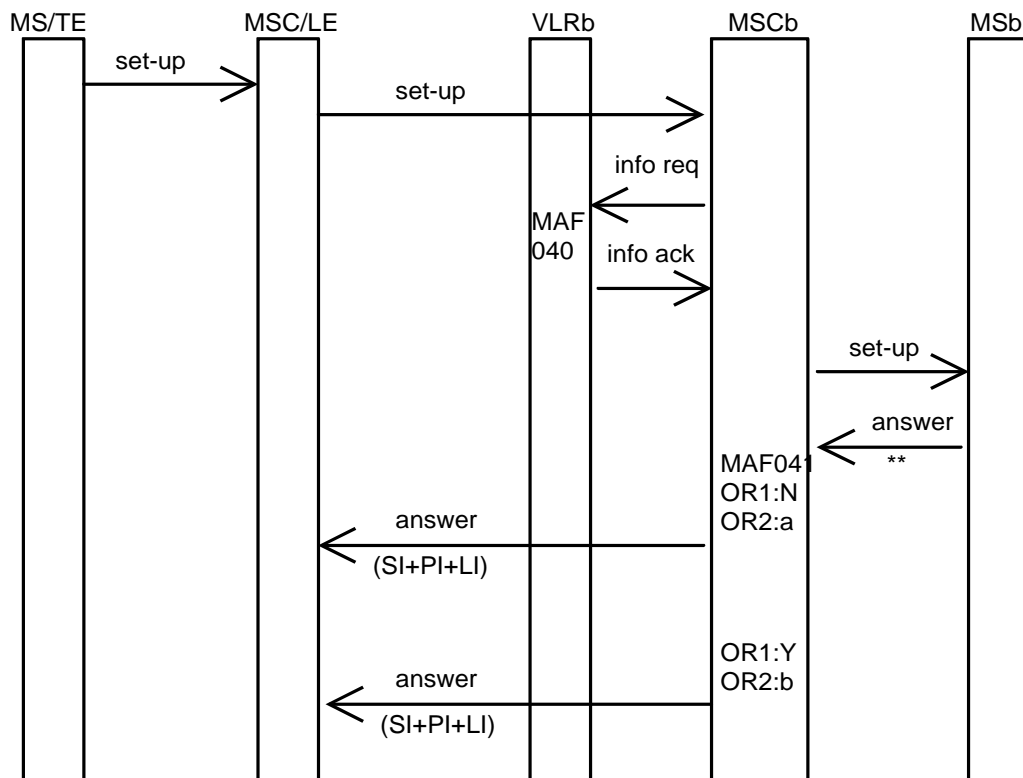 MS/TE MSC/LE VLRb MSCb MSb
set-up
set-up
info req
MAF
040
info ack
set-up
answer
**
MAF041
OR1:N
OR2:a
answer
(SI+PI+LI)
OR1:Y
OR2:b
answer
(SI+PI+LI)